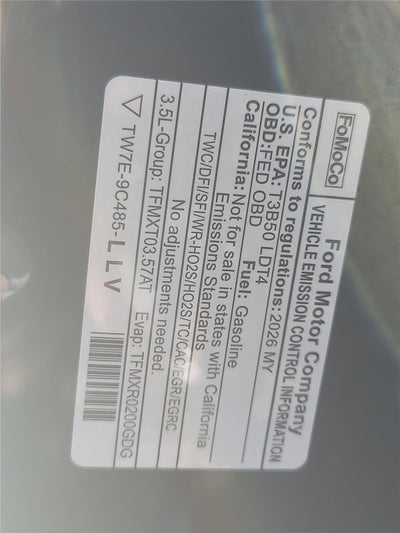 FoMoCo
Ford Motor Company
VEHICLE EMISSION CONTROL INFORMATION
Conforms to regulations: 2026 MY
U.S. EPA: T3B50 LDT4
OBD:FED OBD Fuel: Gasoline
California: Not for sale in states with California
Emissions Standards
TWC/DFI/SFI/WR-HO2S/HO2S/TC/CAC/EGR/EGRC
No adjustments needed.
3.5L-Group: TFMXT03.57AT Evap: TFMXR0200GDG
TW7E-9C485-LLV